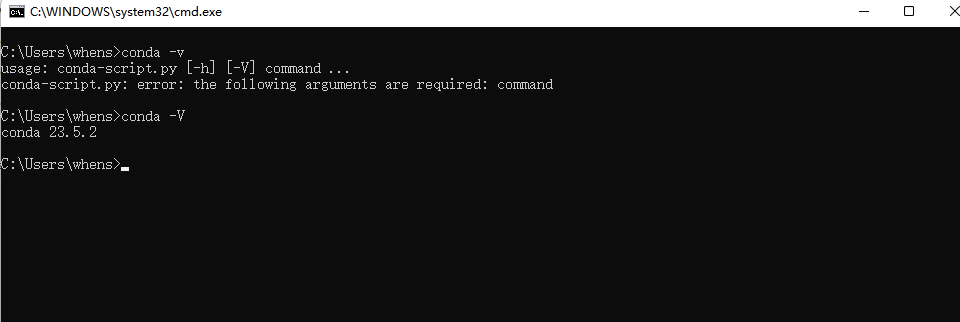 C:\WINDOWS\system32\cmd.exe
C:\Users\whens>conda -v
usage: conda-script.py [-h] [-V] command ...
conda-script.py: error: the following arguments are required: command
C:\Users\whens>conda -V
conda 23.5.2
C:\Users\whens>